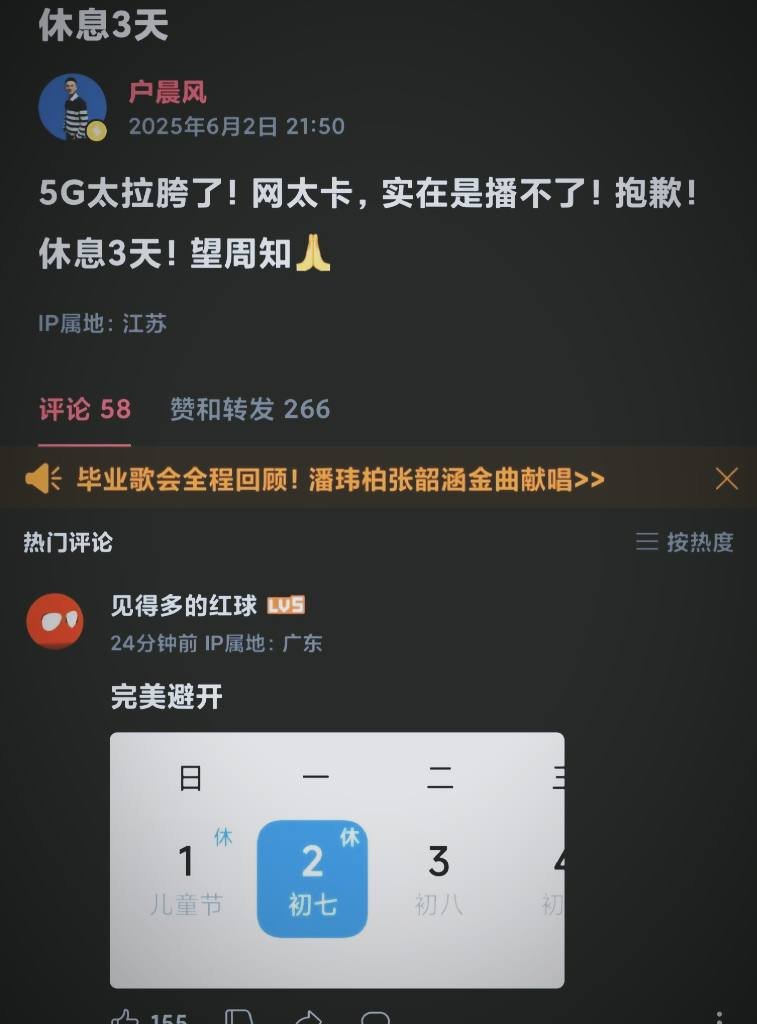 休息3天
户晨风
2025年6月2日 21:50
5G太拉胯了！网太卡，实在是播不了！抱歉！
休息3天！望周知🙏
IP属地：江苏
评论 58 赞和转发 266
毕业歌会全程回顾！潘玮柏张韶涵金曲献唱>>
热门评论 按热度
见得多的红球 LV5
24分钟前 IP属地：广东
完美避开
日 一 二 三
休 休
1 2 3 4
儿童节 初七 初八 初
155